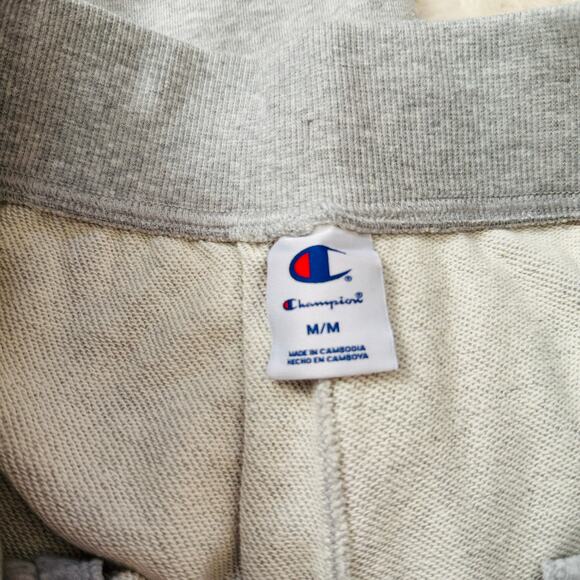 Champion®
M/M
MADE IN CAMBODIA
HECHO EN CAMBOYA